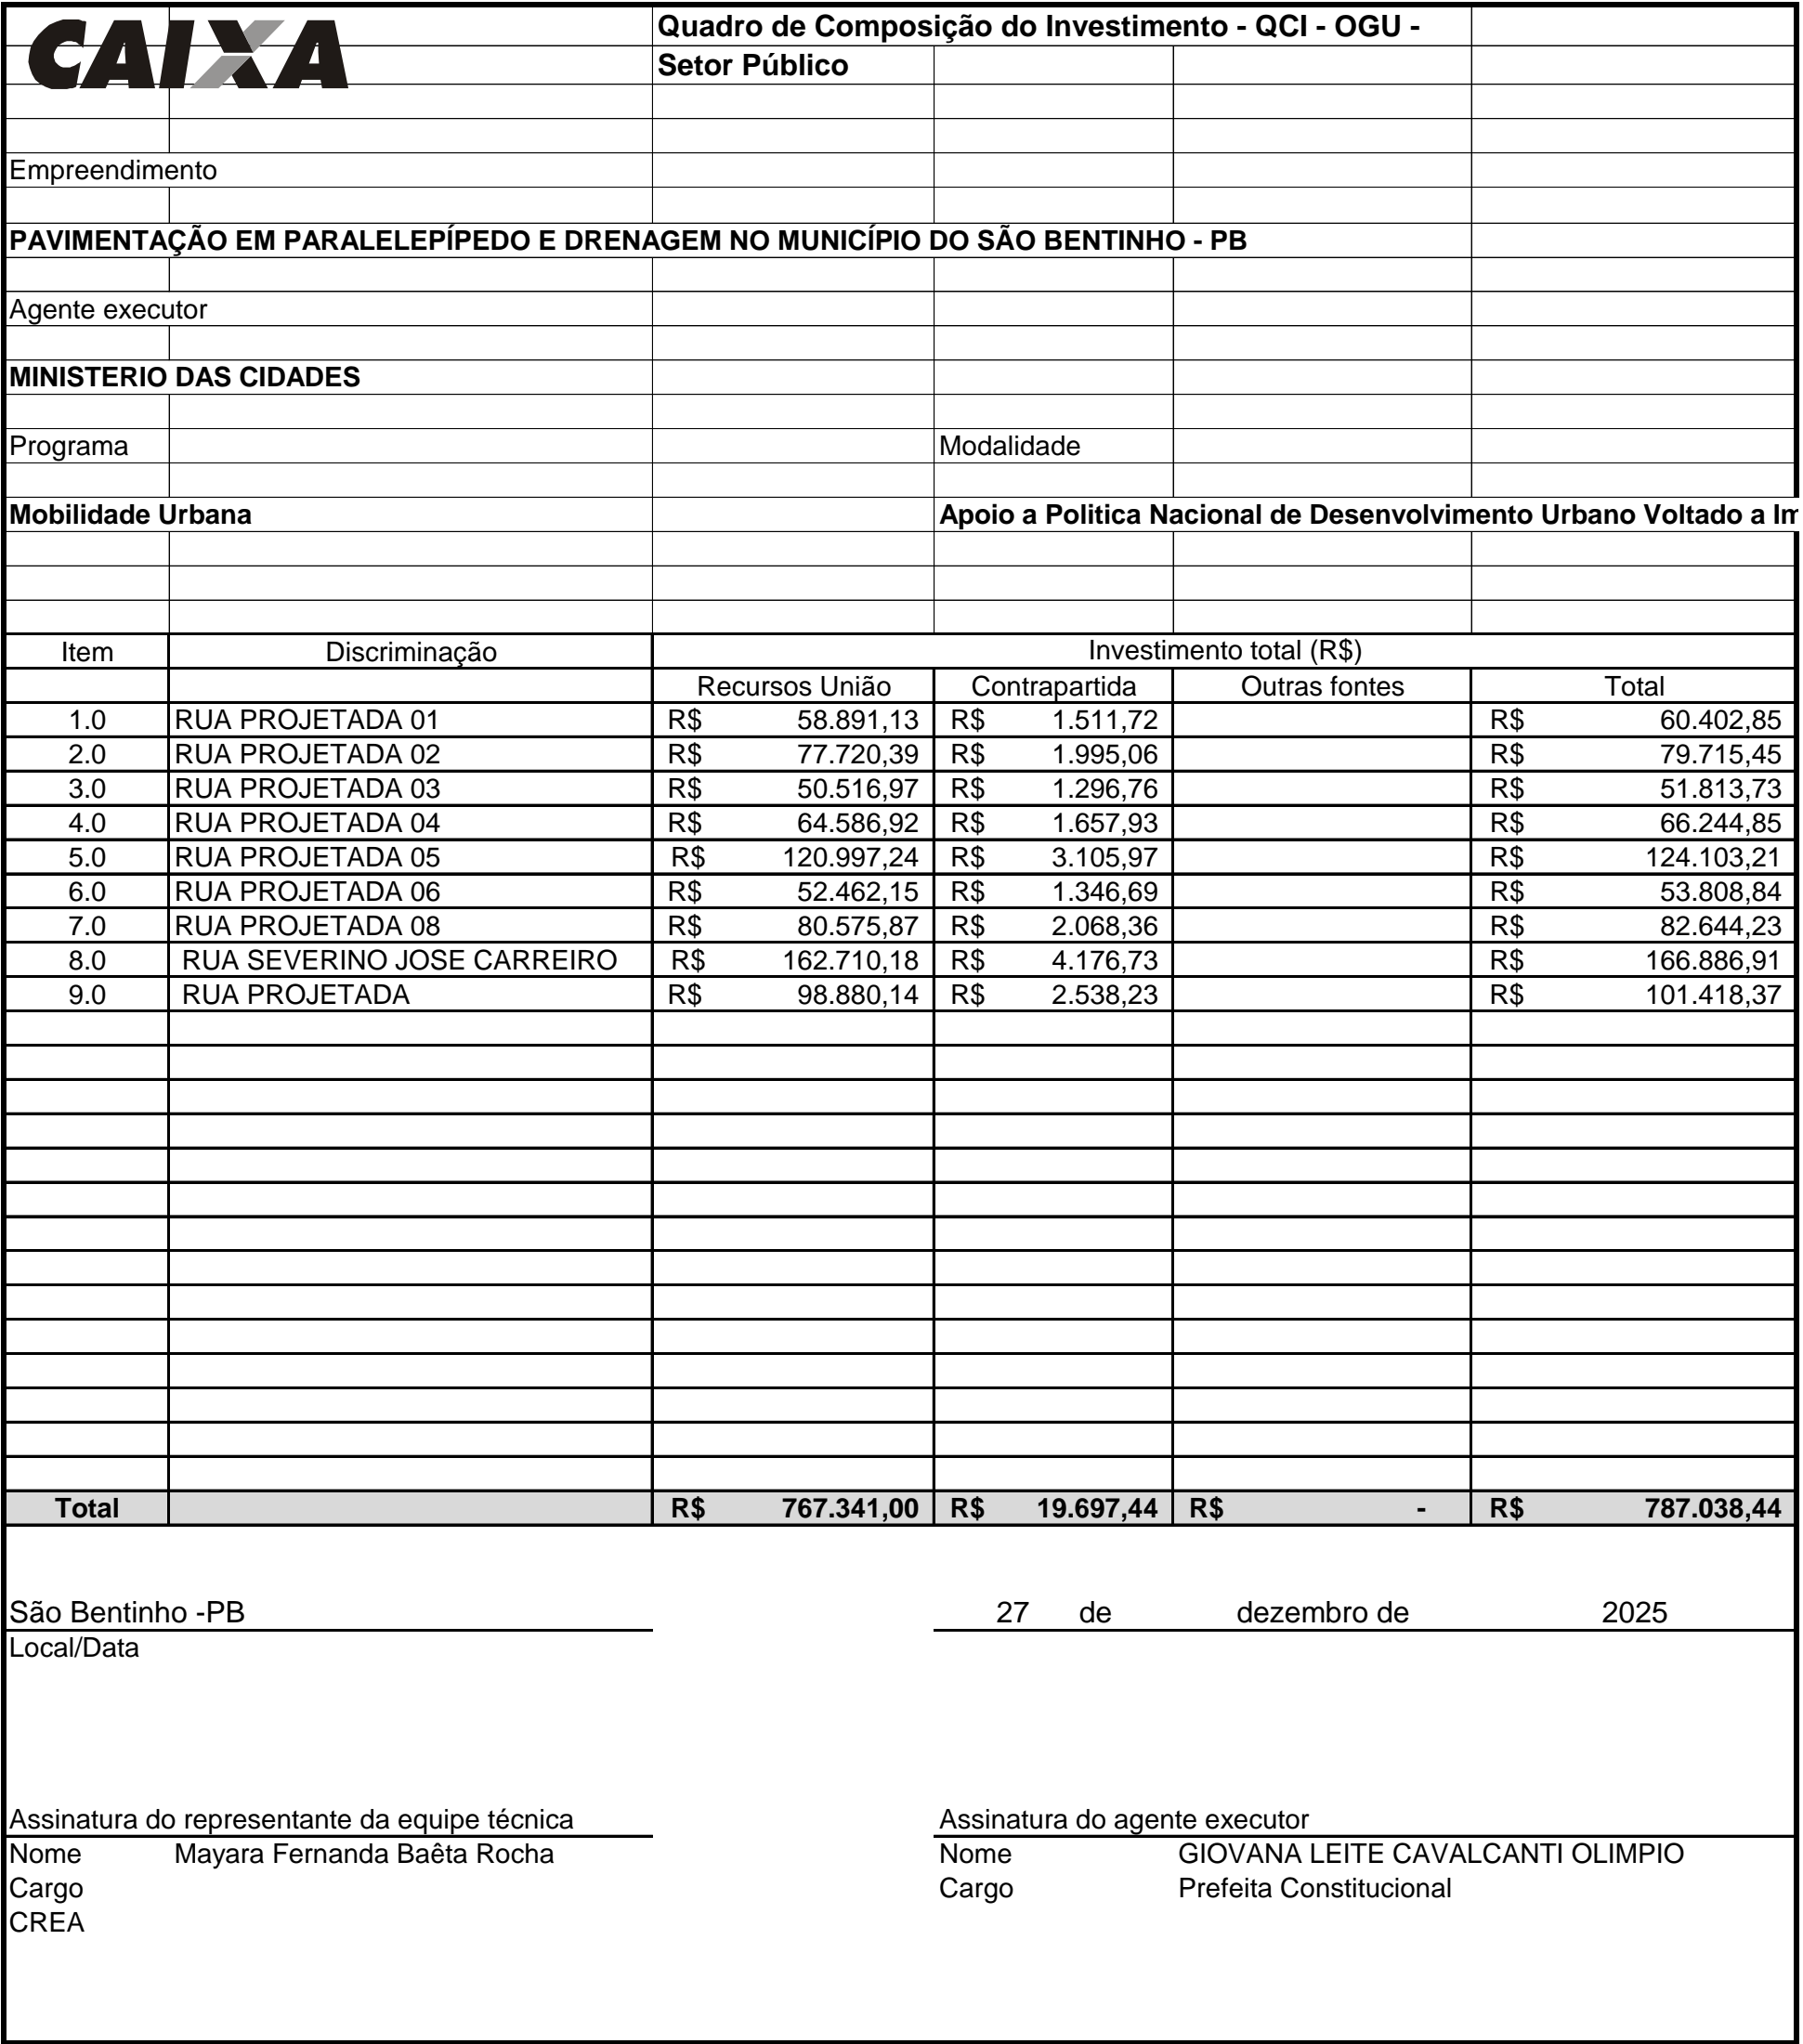 CAIXA
Quadro de Composição do Investimento - QCI - OGU -
Setor Público
Empreendimento
PAVIMENTAÇÃO EM PARALELEPÍPEDO E DRENAGEM NO MUNICÍPIO DO SÃO BENTINHO - PB
Agente executor
MINISTERIO DAS CIDADES
Programa Modalidade
Mobilidade Urbana Apoio a Politica Nacional de Desenvolvimento Urbano Voltado a
Item Discriminação Investimento total (R$)
Recursos União Contrapartida Outras fontes Total
1.0 RUA PROJETADA 01 R$ 58.891,13 R$ 1.511,72 R$ 60.402,85
2.0 RUA PROJETADA 02 R$ 77.720,39 R$ 1.995,06 R$ 79.715,45
3.0 RUA PROJETADA 03 R$ 50.516,97 R$ 1.296,76 R$ 51.813,73
4.0 RUA PROJETADA 04 R$ 64.586,92 R$ 1.657,93 R$ 66.244,85
5.0 RUA PROJETADA 05 R$ 120.997,24 R$ 3.105,97 R$ 124.103,21
6.0 RUA PROJETADA 06 R$ 52.462,15 R$ 1.346,69 R$ 53.808,84
7.0 RUA PROJETADA 08 R$ 80.575,87 R$ 2.068,36 R$ 82.644,23
8.0 RUA SEVERINO JOSE CARREIRO R$ 162.710,18 R$ 4.176,73 R$ 166.886,91
9.0 RUA PROJETADA R$ 98.880,14 R$ 2.538,23 R$ 101.418,37
Total R$ 767.341,00 R$ 19.697,44 R$ - R$ 787.038,44
São Bentinho -PB 27 de dezembro de 2025
Local/Data
Assinatura do representante da equipe técnica Assinatura do agente executor
Nome Mayara Fernanda Baêta Rocha Nome GIOVANA LEITE CAVALCANTI OLIMPIO
Cargo Cargo Prefeita Constitucional
CREA